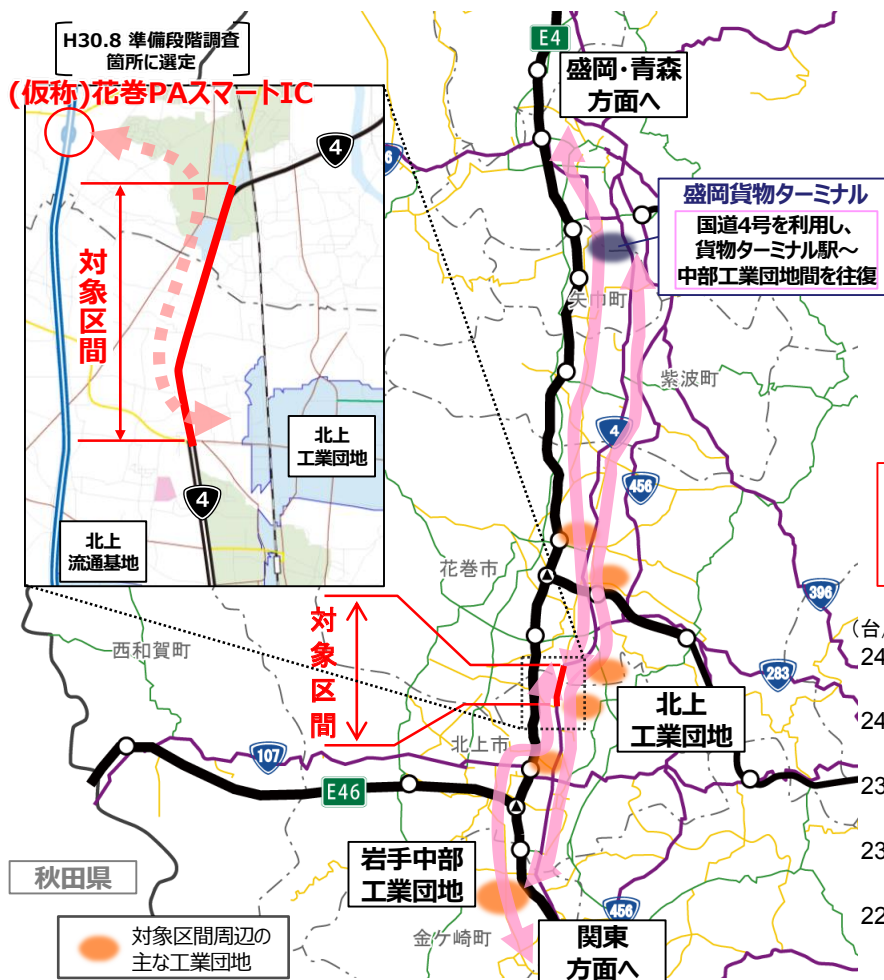 H30.8 準備段階調査
箇所に選定
(仮称)花巻PAスマートIC
4
対象区間
4
北上
工業団地
北上
流通基地
E4
盛岡・青森
方面へ
6
盛岡貨物ターミナル
国道4号を利用し、
貨物ターミナル駅～
中部工業団地間を往復
矢巾町
紫波町
4
456
花巻市
396
対象区間
西和賀町
283
北上
工業団地
北上市
107
E46
岩手中部
工業団地
秋田県
456
金ケ崎町
関東
方面へ
対象区間周辺の
主な工業団地
(台/
24
24
23
23
22